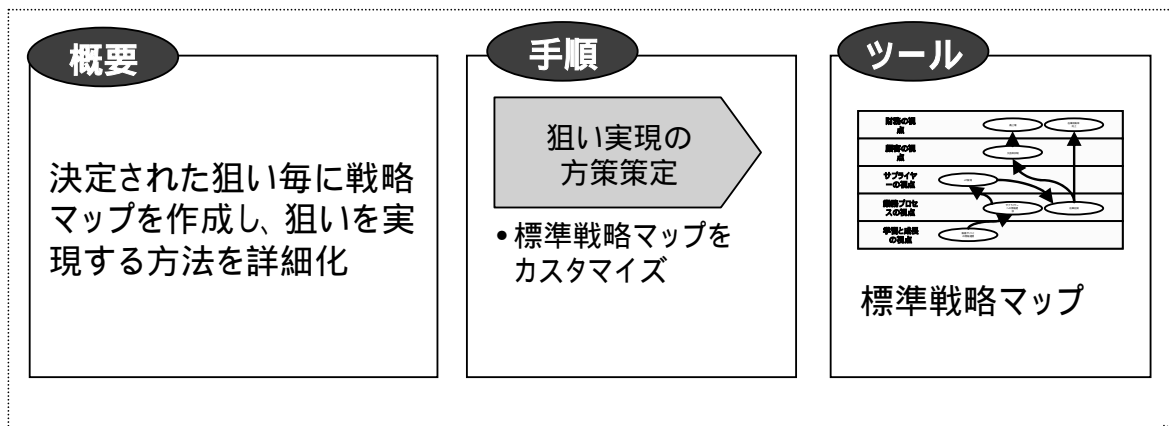 概要
決定された狙い毎に戦略
マップを作成し、狙いを実
現する方法を詳細化
手順
狙い実現の
方策策定
•標準戦略マップを
カスタマイズ
ツール
財務の視
点
顧客の視
点
サプライヤ
ーの視点
業務プロセ
スの視点
学習と成長
の視点
標準戦略マップ